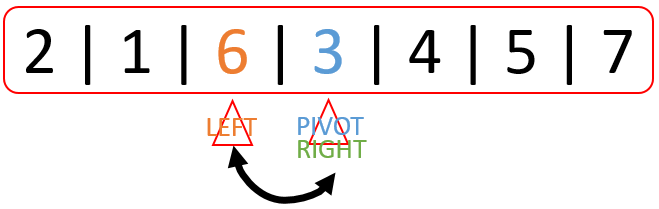 2 | 1 | 6 | 3 | 4 | 5 | 7
LEFT PIVOT
RIGHT